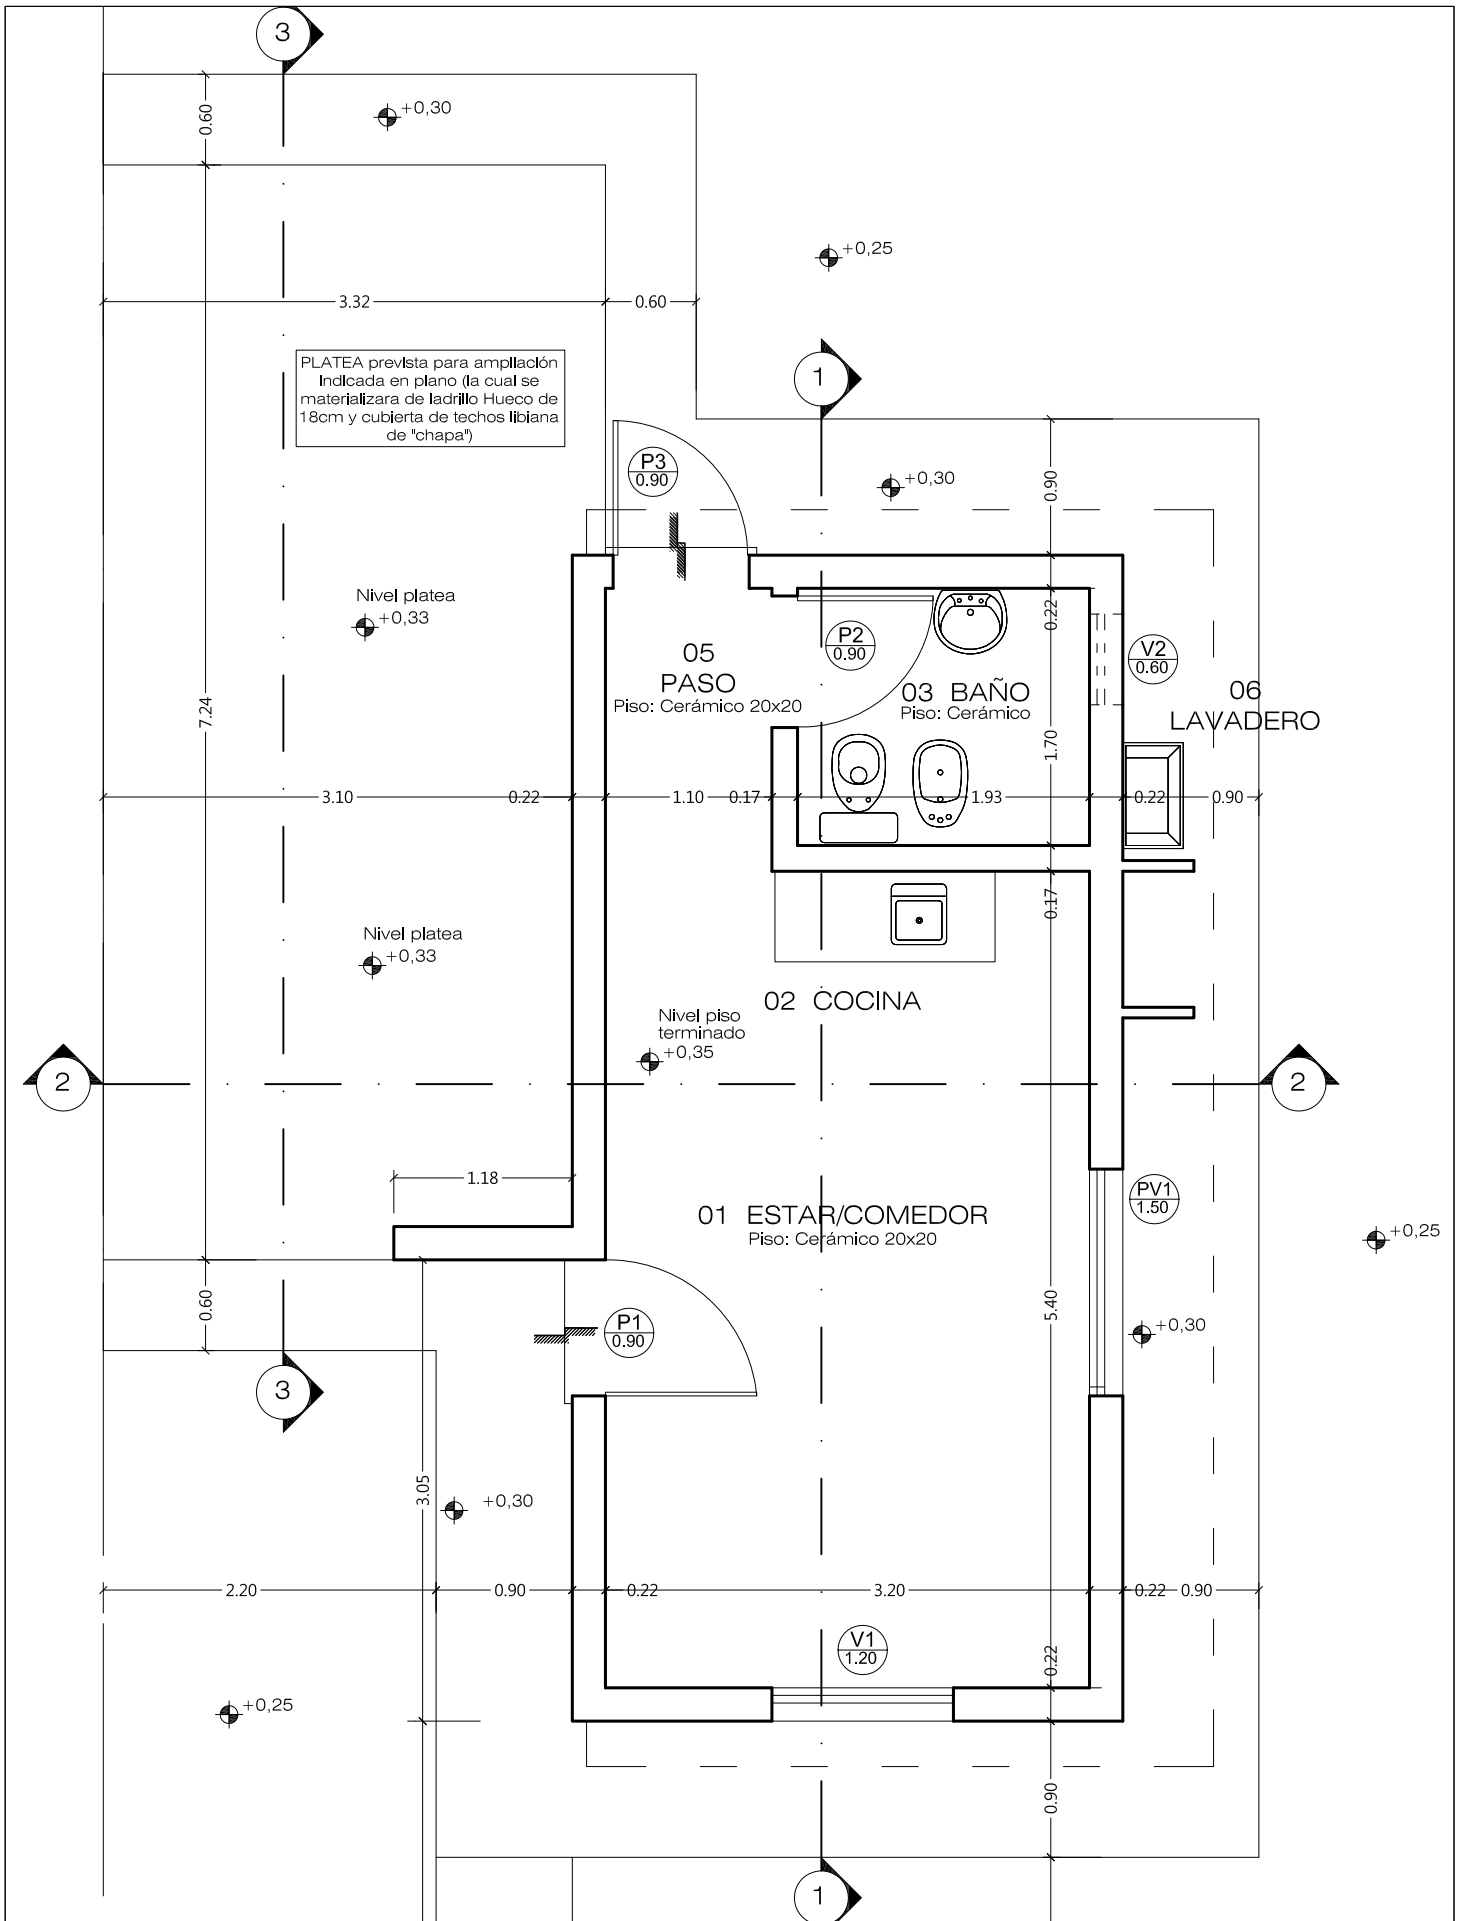 3
0.60
+0,30
+0,25
3.32
0.60
PLATEA prevista para ampliación
indicada en plano (la cual se
materializara de ladrillo Hueco de
18cm y cubierta de techos libiana
de "chapa")
1
P3
0.90
+0,30
0.90
Nivel platea
+0,33
0.22
P2
0.90
V2
0.60
05
PASO
Piso: Cerámico 20x20
03 BAÑO
Piso: Cerámico
06
LAVADERO
7.24
1.70
3.10
0.22
1.10
0.17
1.93
0.22
0.90
0.17
Nivel platea
+0,33
02 COCINA
Nivel piso
terminado
+0,35
2
2
1.18
PV1
1.50
01 ESTAR/COMEDOR
Piso: Cerámico 20x20
+0,25
0.60
P1
0.90
5.40
+0,30
3
3.05
+0,30
2.20
0.90
0.22
3.20
0.22
0.90
V1
1.20
0.22
+0,25
0.90
1